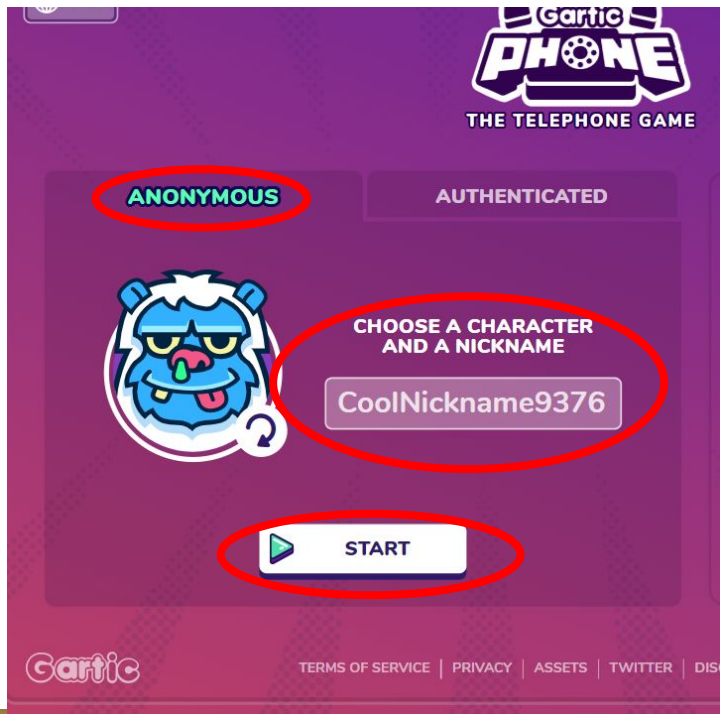 Gartic
PHONE
THE TELEPHONE GAME
ANONYMOUS
AUTHENTICATED
CHOOSE A CHARACTER
AND A NICKNAME
CoolNickname9376
START
Gartic
TERMS OF SERVICE | PRIVACY | ASSETS | TWITTER |